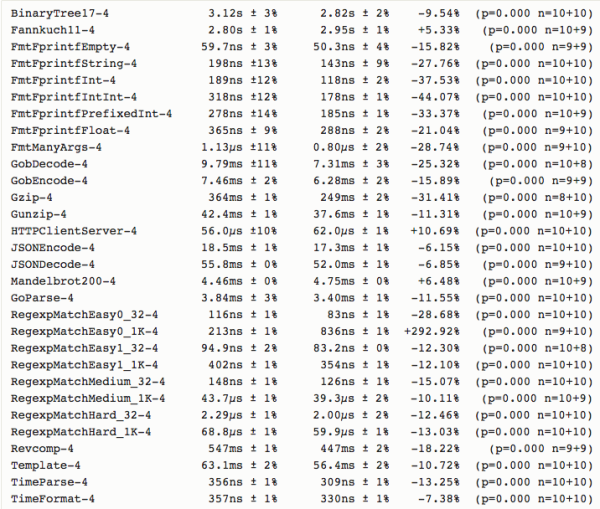 BinaryTree17-4 3.12s ± 3% 2.82s ± 2% -9.54% (p=0.000 n=10+10)
Fannkuch11-4 2.80s ± 1% 2.95s ± 1% +5.33% (p=0.000 n=10+9)
FmtFprintfEmpty-4 59.7ns ± 3% 50.3ns ± 4% -15.82% (p=0.000 n=9+9)
FmtFprintfString-4 198ns ±13% 143ns ± 9% -27.76% (p=0.000 n=10+10)
FmtFprintfInt-4 189ns ±12% 118ns ± 2% -37.53% (p=0.000 n=10+10)
FmtFprintfIntInt-4 318ns ±12% 178ns ± 1% -44.07% (p=0.000 n=10+10)
FmtFprintfPrefixedInt-4 278ns ±14% 185ns ± 1% -33.37% (p=0.000 n=10+9)
FmtFprintfFloat-4 365ns ± 9% 288ns ± 2% -21.04% (p=0.000 n=9+10)
FmtManyArgs-4 1.13µs ±11% 0.80µs ± 2% -28.74% (p=0.000 n=9+10)
GobDecode-4 9.79ms ±11% 7.31ms ± 3% -25.32% (p=0.000 n=10+8)
GobEncode-4 7.46ms ± 2% 6.28ms ± 2% -15.89% (p=0.000 n=9+9)
Gzip-4 364ms ± 1% 249ms ± 2% -31.41% (p=0.000 n=8+10)
Gunzip-4 42.4ms ± 1% 37.6ms ± 1% -11.31% (p=0.000 n=10+9)
HTTPClientServer-4 56.0µs ±10% 62.0µs ± 1% +10.69% (p=0.000 n=10+10)
JSONEncode-4 18.5ms ± 1% 17.3ms ± 1% -6.15% (p=0.000 n=10+10)
JSONDecode-4 55.8ms ± 0% 52.0ms ± 1% -6.85% (p=0.000 n=9+10)
Mandelbrot200-4 4.46ms ± 0% 4.75ms ± 0% +6.48% (p=0.000 n=10+9)
GoParse-4 3.84ms ± 3% 3.40ms ± 1% -11.55% (p=0.000 n=10+10)
RegexpMatchEasy0_32-4 116ns ± 1% 83ns ± 1% -28.68% (p=0.000 n=10+10)
RegexpMatchEasy0_1K-4 213ns ± 1% 836ns ± 1% +292.92% (p=0.000 n=9+10)
RegexpMatchEasy1_32-4 94.9ns ± 2% 83.2ns ± 0% -12.30% (p=0.000 n=10+8)
RegexpMatchEasy1_1K-4 402ns ± 1% 354ns ± 1% -12.10% (p=0.000 n=10+10)
RegexpMatchMedium_32-4 148ns ± 1% 126ns ± 1% -15.07% (p=0.000 n=10+10)
RegexpMatchMedium_1K-4 43.7µs ± 1% 39.3µs ± 2% -10.11% (p=0.000 n=10+9)
RegexpMatchHard_32-4 2.29µs ± 1% 2.00µs ± 2% -12.46% (p=0.000 n=10+10)
RegexpMatchHard_1K-4 68.8µs ± 1% 59.9µs ± 1% -13.03% (p=0.000 n=10+10)
Revcomp-4 547ms ± 1% 447ms ± 2% -18.22% (p=0.000 n=9+9)
Template-4 63.1ms ± 2% 56.4ms ± 2% -10.72% (p=0.000 n=10+10)
TimeParse-4 356ns ± 1% 309ns ± 1% -13.25% (p=0.000 n=10+10)
TimeFormat-4 357ns ± 1% 330ns ± 1% -7.38% (p=0.000 n=10+10)